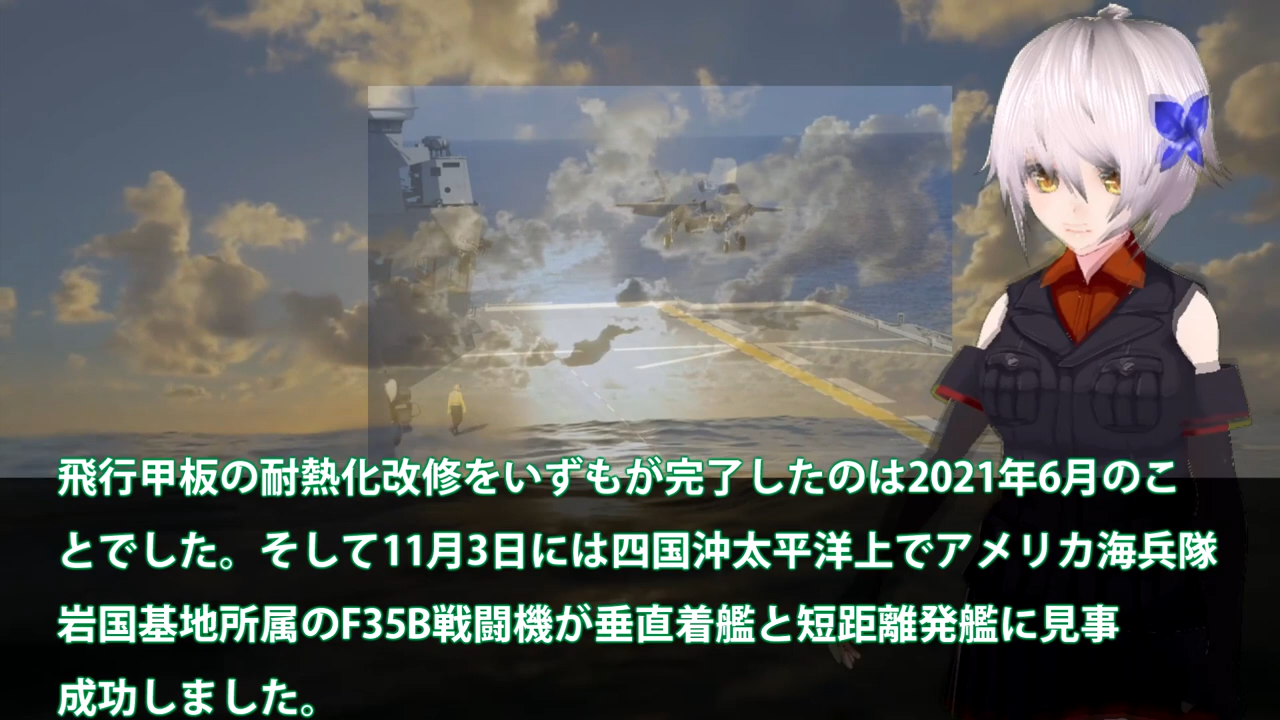 飛行甲板の耐熱化改修をいずもが完了したのは2021年6月のこ
とでした。そして11月3日には四国沖太平洋上でアメリカ海兵隊
岩国基地所属のF35B戦闘機が垂直着艦と短距離発艦に見事
成功しました。